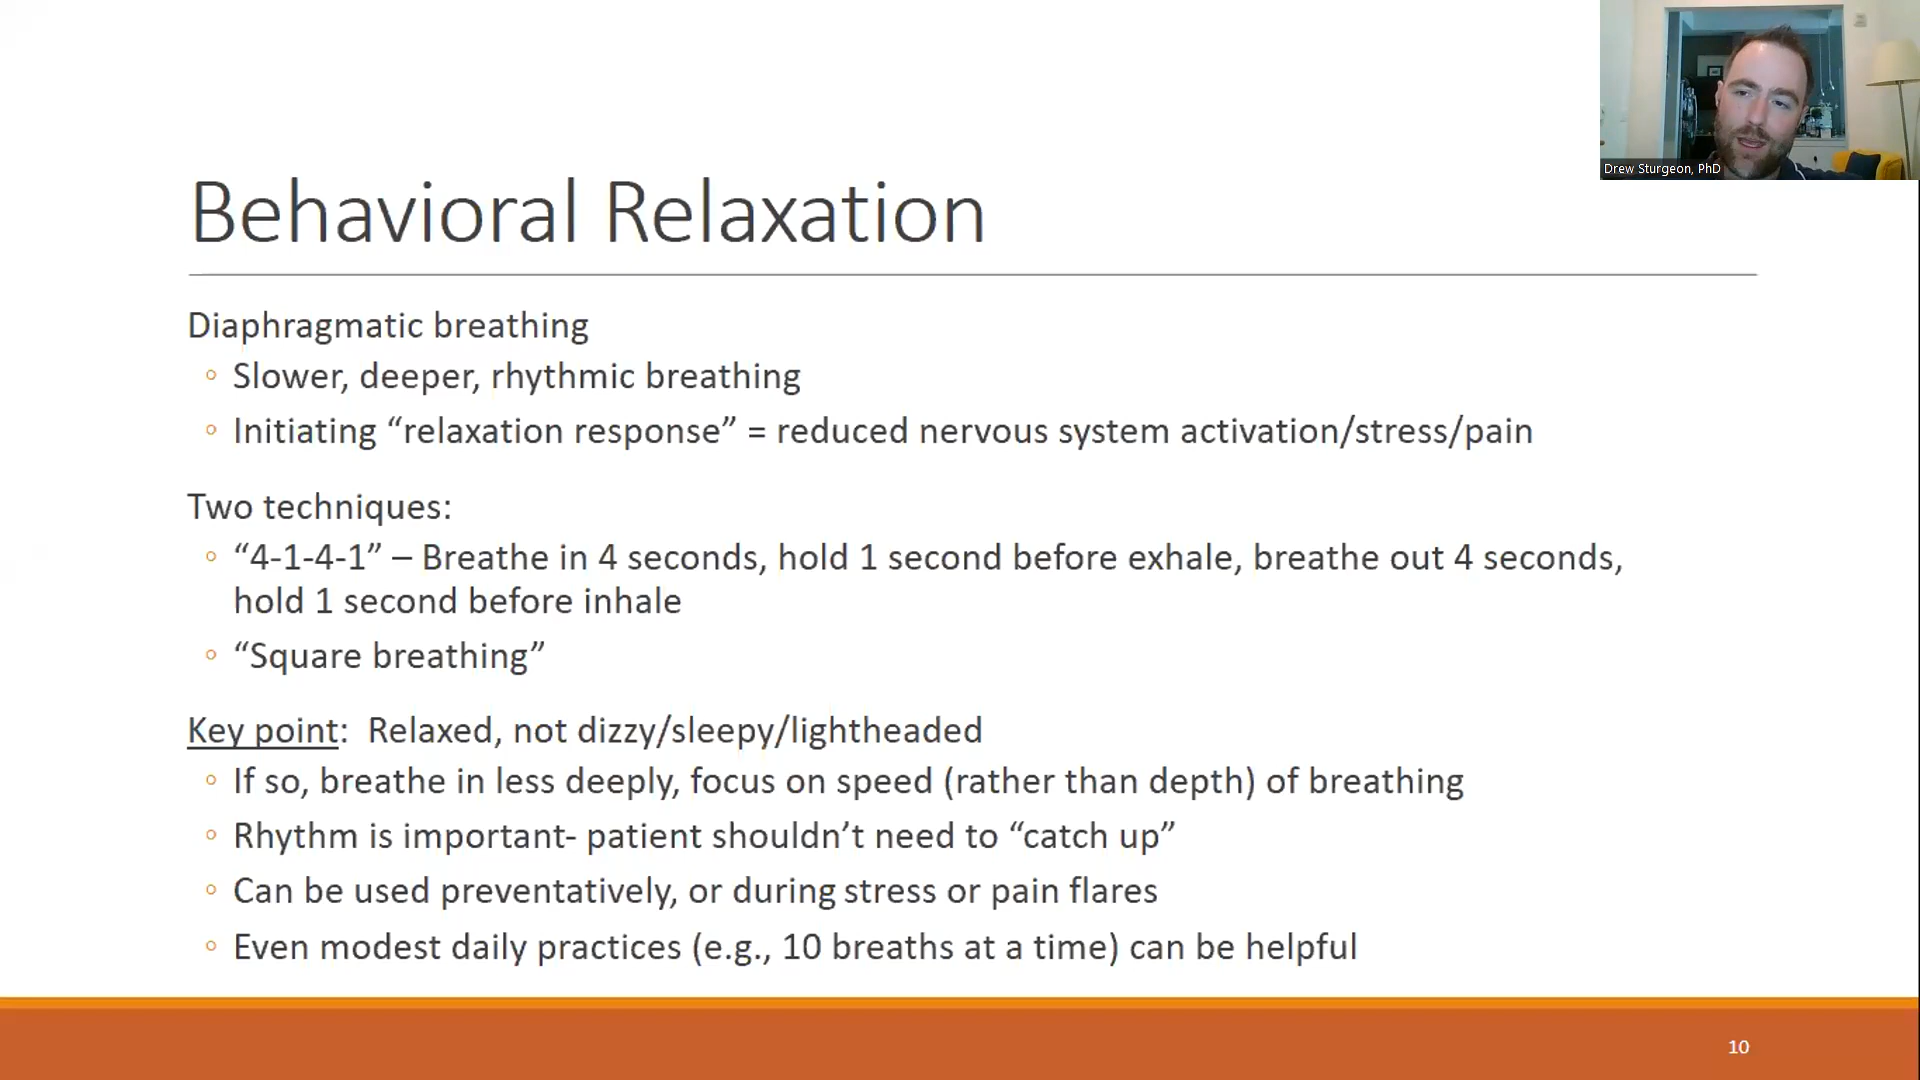 Drew Sturgeon, PhD
Behavioral Relaxation
Diaphragmatic breathing
◦ Slower, deeper, rhythmic breathing
◦ Initiating “relaxation response” = reduced nervous system activation/stress/pain
Two techniques:
◦ “4-1-4-1” – Breathe in 4 seconds, hold 1 second before exhale, breathe out 4 seconds,
hold 1 second before inhale
◦ “Square breathing”
Key point:  Relaxed, not dizzy/sleepy/lightheaded
◦ If so, breathe in less deeply, focus on speed (rather than depth) of breathing
◦ Rhythm is important- patient shouldn’t need to “catch up”
◦ Can be used preventatively, or during stress or pain flares
◦ Even modest daily practices (e.g., 10 breaths at a time) can be helpful
10